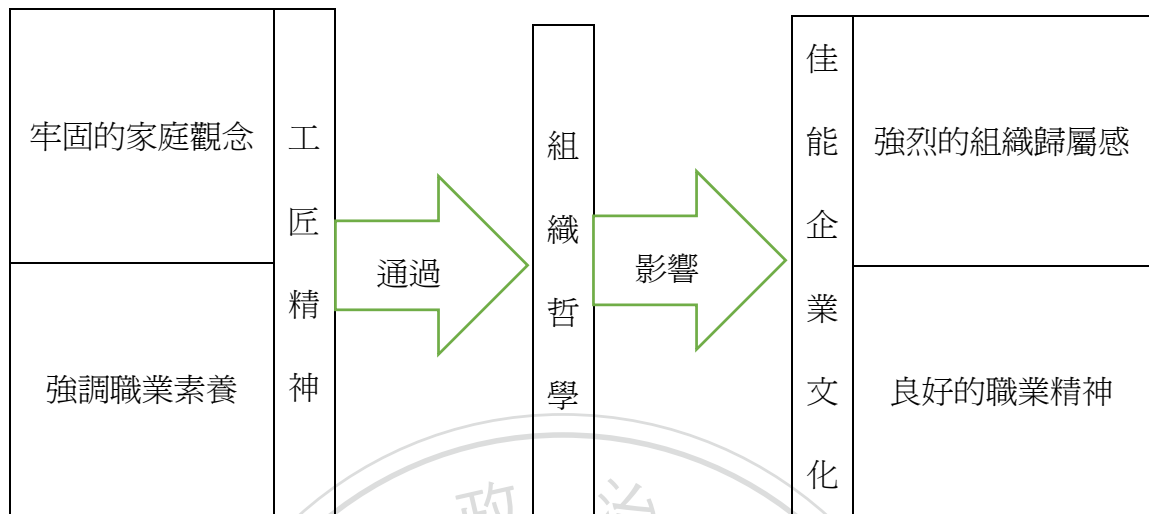 牢固的家庭觀念
強調職業素養
工匠精神
通過
組織哲學
影響
佳能企業文化
強烈的組織歸屬感
良好的職業精神
政治